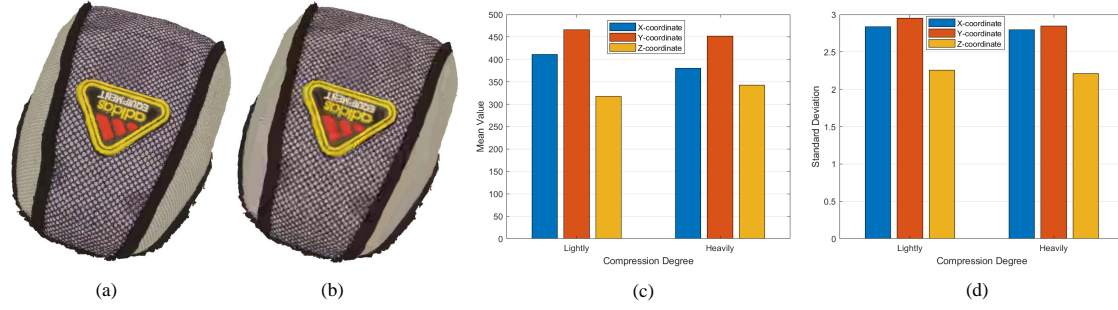 adidas
EQUIPMENT
adidas
EQUIPMENT
500
450
400
350
300
250
200
150
100
50
0
Mean Value
X-coordinate
Y-coordinate
Z-coordinate
Lightly
Heavily
Compression Degree
3
2.5
2
1.5
1
0.5
0
Standard Deviation
X-coordinate
Y-coordinate
Z-coordinate
Lightly
Heavily
Compression Degree
(a)
(b)
(c)
(d)